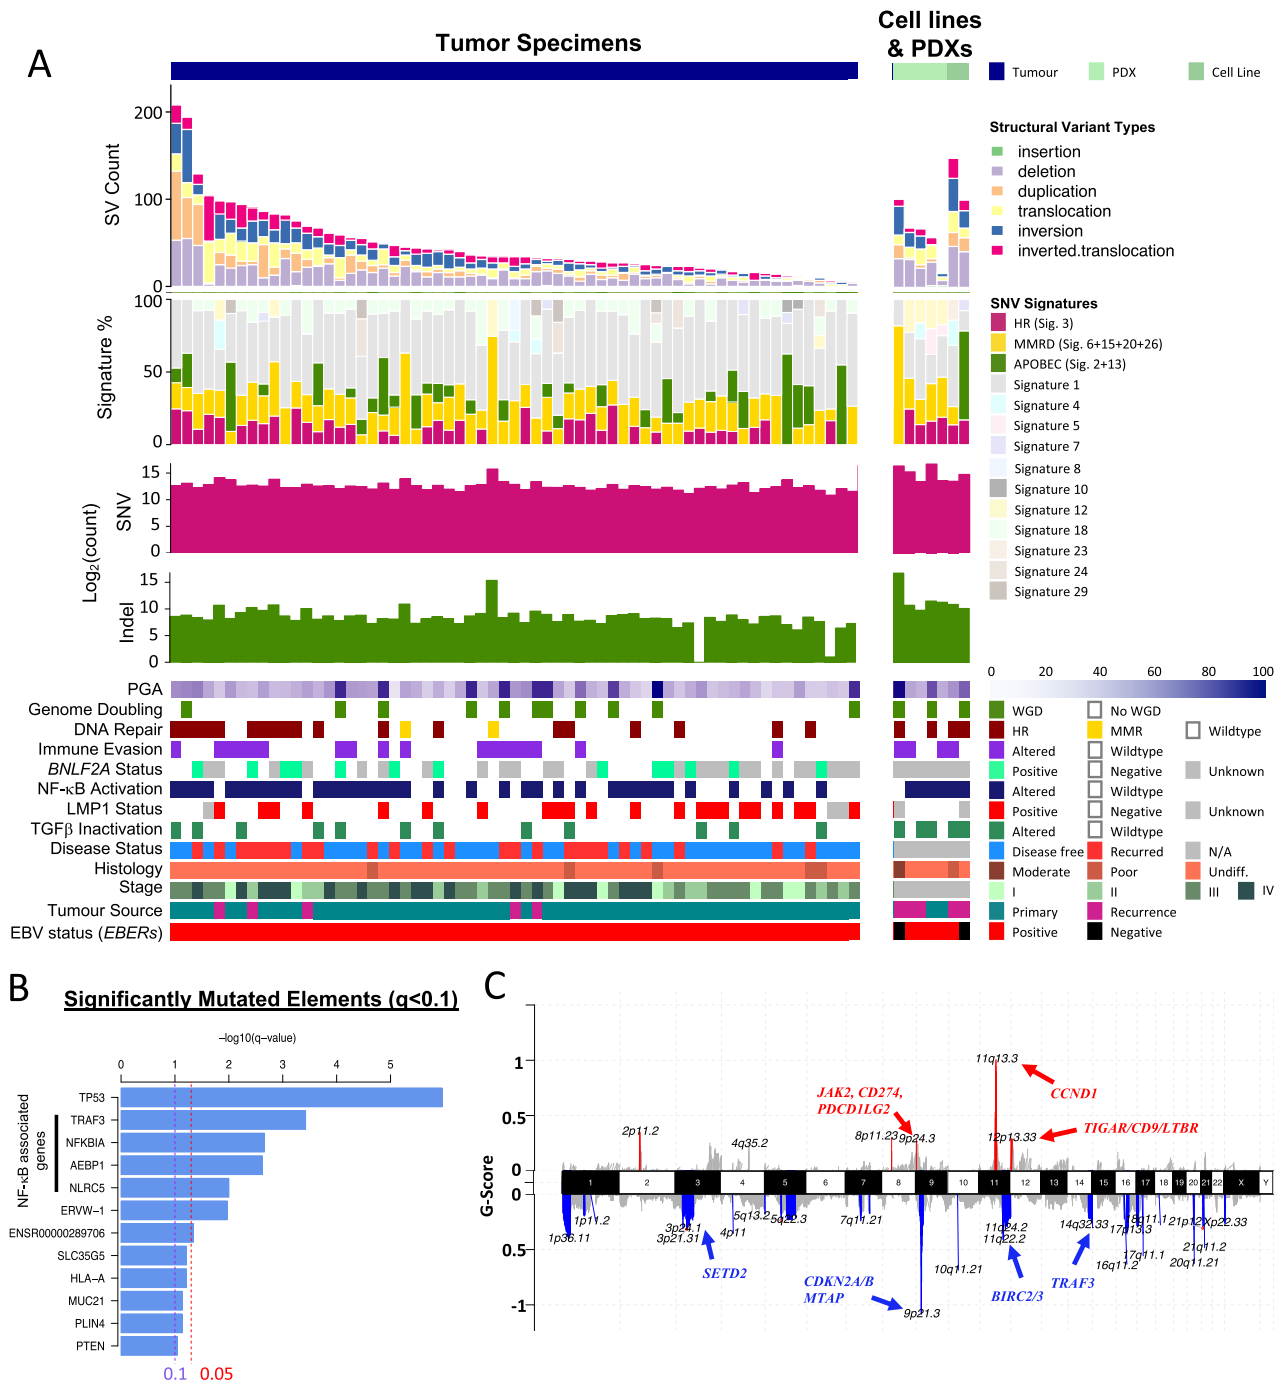 A
Tumor Specimens
Cell lines
& PDXs
Tumour
PDX
Cell Line
SV Count
200
100
0
Structural Variant Types
insertion
deletion
duplication
translocation
inversion
inverted.translocation
Signature %
100
50
0
SNV Signatures
HR (Sig. 3)
MMRD (Sig. 6+15+20+26)
APOBEC (Sig. 2+13)
Signature 1
Signature 4
Signature 5
Signature 7
Signature 8
Signature 10
Signature 12
Signature 18
Signature 23
Signature 24
Signature 29
Log2(count)
SNV
15
10
5
0
Indel
15
10
5
0
0 20 40 60 80 100
PGA
Genome Doubling
WGD No WGD
DNA Repair
HR MMR Wildtype
Immune Evasion
Altered Wildtype
BNLF2A Status
Positive Negative Unknown
NF-κB Activation
Altered Wildtype
LMP1 Status
Positive Negative Unknown
TGFβ Inactivation
Altered Wildtype
Disease Status
Disease free Recurred N/A
Histology
Moderate Poor Undiff.
Stage
I II III IV
Tumour Source
Primary Recurrence
EBV status (EBERs)
Positive Negative
B
Significantly Mutated Elements (q<0.1)
−log10(q−value)
0 1 2 3 4 5
NF-κB associated
genes
TP53
TRAF3
NFKBIA
AEBP1
NLRC5
ERVW−1
ENSR00000289706
SLC35G5
HLA−A
MUC21
PLIN4
PTEN
0.1 0.05
C
G-Score
1
0.5
0
0
0.5
-1
11q13.3
CCND1
JAK2, CD274,
PDCD1LG2
2p11.2
4q35.2
8p11.23
9p24.3
12p13.33
TIGAR/CD9/LTBR
1 2 3 4 5 6 7 8 9 10 11 12 13 14 15 16 17 18 19 20 21 22 X Y
1p36.11
1p11.2
3p24.1
3p21.31
4p11
5q13.2
5q22.3
7q11.21
11q24.2
11q22.2
14q32.33
17p13.3
18q11.1
21p12
Xp22.33
SETD2
CDKN2A/B
MTAP
9p21.3
10q11.21
BIRC2/3
TRAF3
16q11.2
17q11.1
20q11.21
21q11.2